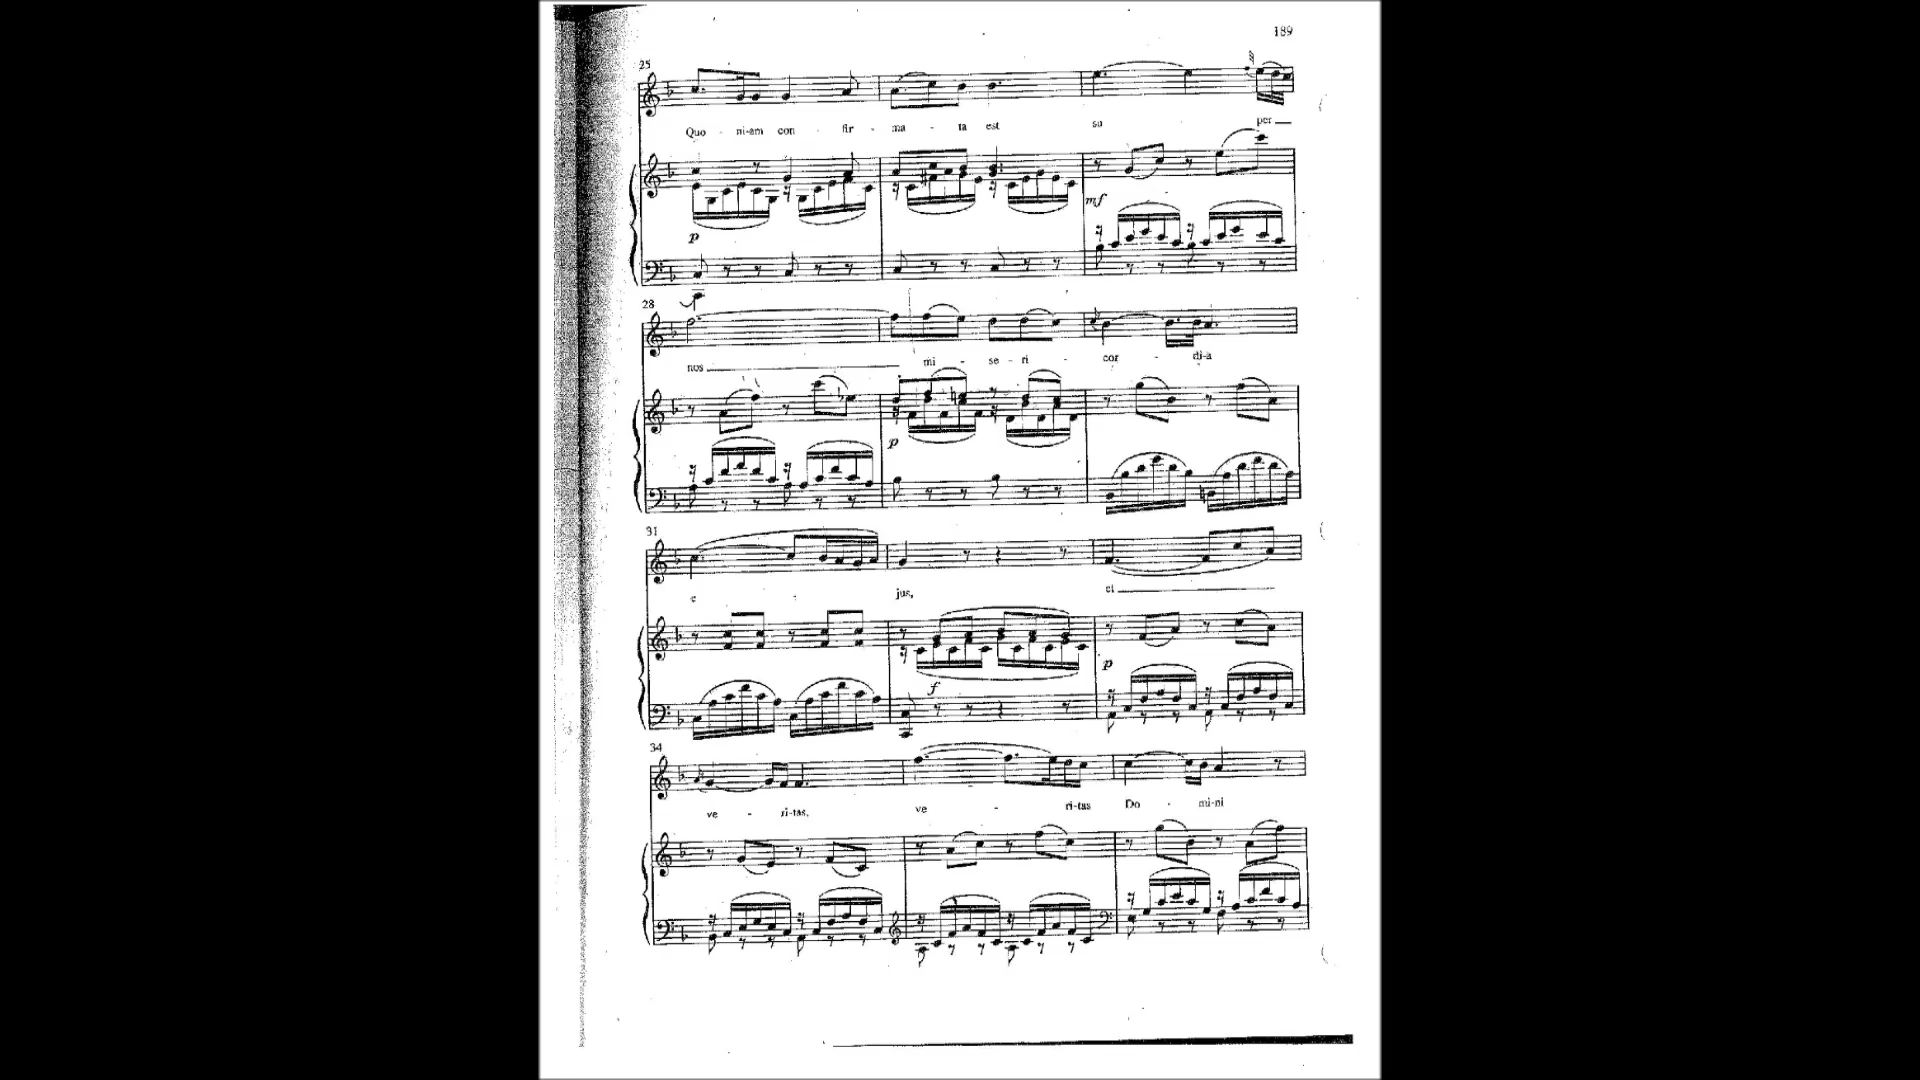 189
25
Quo - ni-am con - fir - ma - ta est su per
p
mf
28
nos mi - se - ri - cor - di-a
p
31
e - jus, ei
f
p
34
ve - ri-tas, ve - ri-tas Do - mi-ni